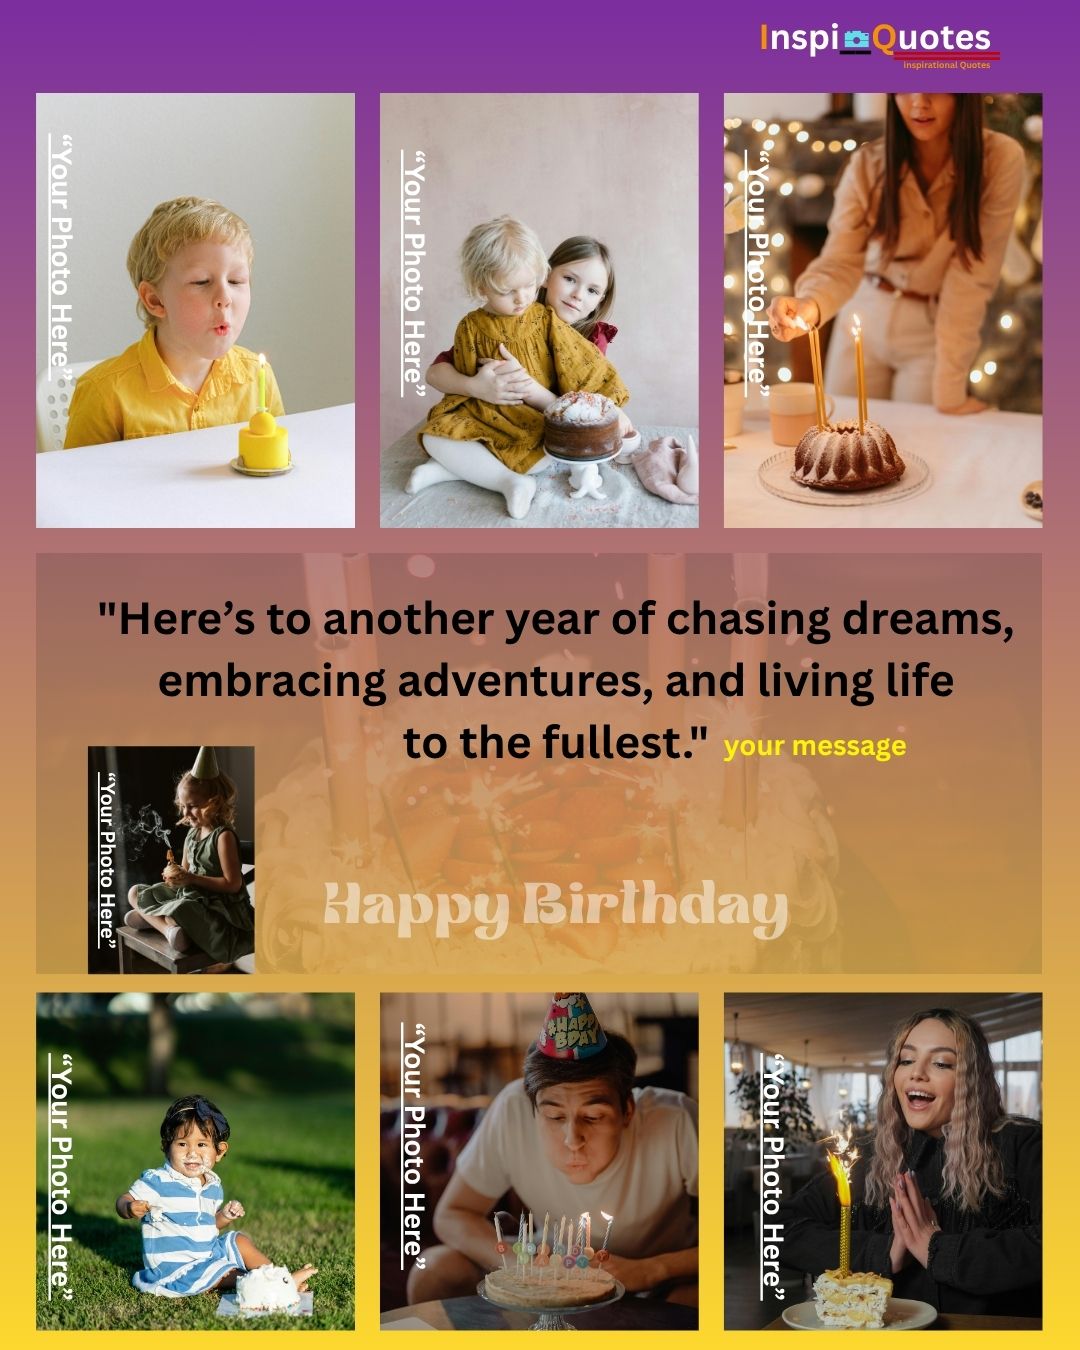 InspiQuotes
inspirational Quotes
“Your Photo Here”
“Your Photo Here”
“Your Photo Here”
"Here’s to another year of chasing dreams,
embracing adventures, and living life
to the fullest." your message
“Your Photo Here”
Happy Birthday
“Your Photo Here”
“Your Photo Here”
“Your Photo Here”
HAPPY
BDAY